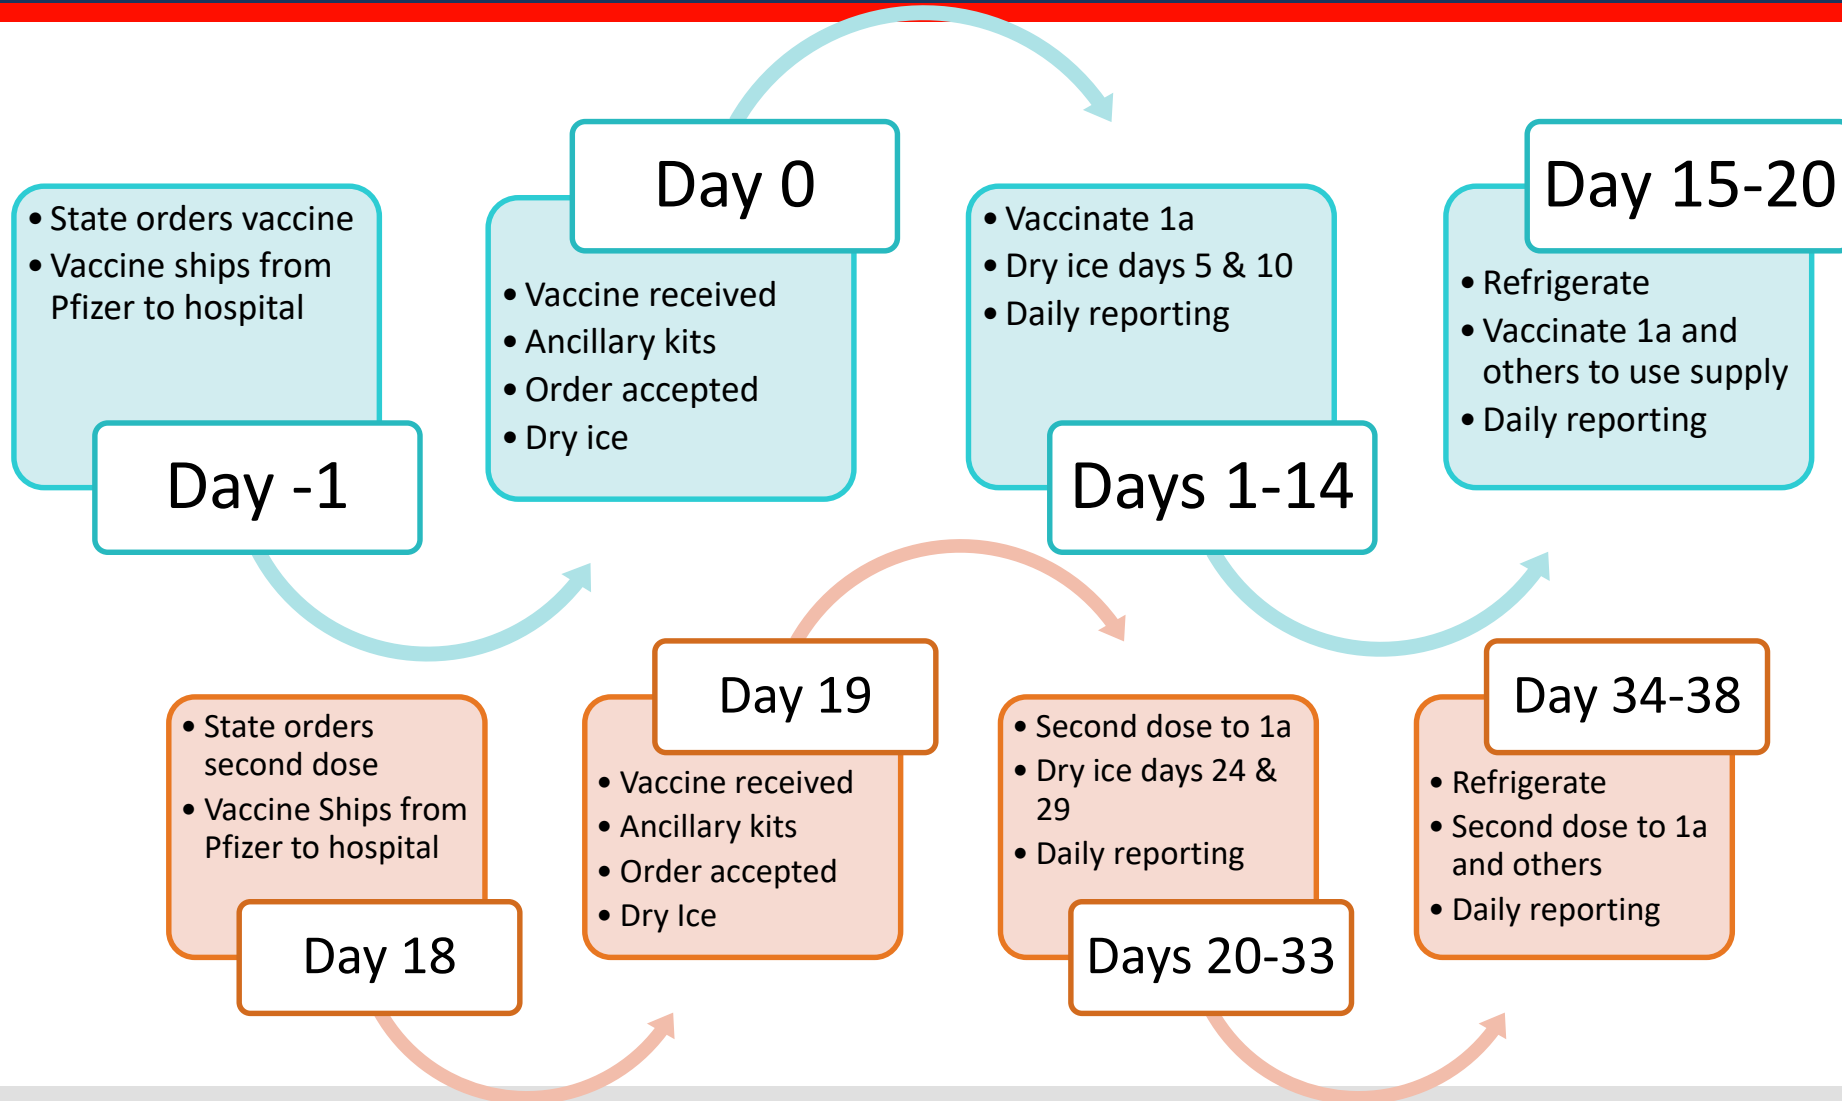 • State orders vaccine
• Vaccine ships from
Pfizer to hospital
Day -1
Day 0
• Vaccine received
• Ancillary kits
• Order accepted
• Dry ice
• Vaccinate 1a
• Dry ice days 5 & 10
• Daily reporting
Days 1-14
Day 15-20
• Refrigerate
• Vaccinate 1a and
others to use supply
• Daily reporting
• State orders
second dose
• Vaccine Ships from
Pfizer to hospital
Day 18
Day 19
• Vaccine received
• Ancillary kits
• Order accepted
• Dry Ice
• Second dose to 1a
• Dry ice days 24 &
29
• Daily reporting
Days 20-33
Day 34-38
• Refrigerate
• Second dose to 1a
and others
• Daily reporting